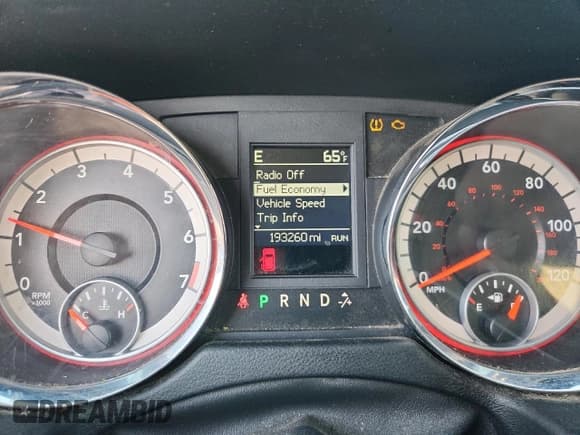 E 65°F
Radio Off
Fuel Economy
Vehicle Speed
Trip Info
193260 mi RUN
P R N D
0 1 2 3 4 5 6 7
RPM
x1000
C H
0 20 40 60 80 100 120
MPH
E F
DREAMBID